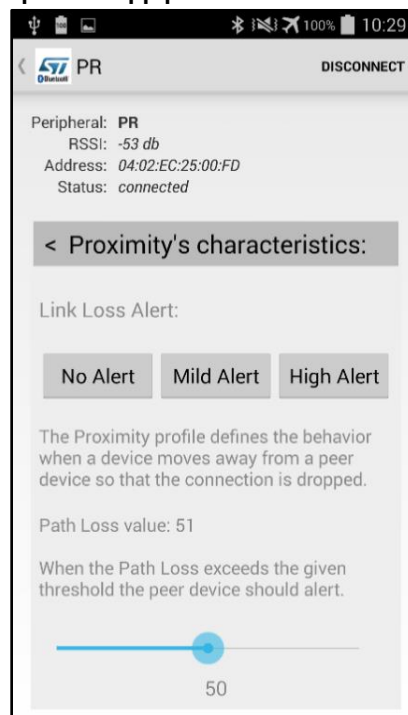 100% 10:29
PR DISCONNECT
Peripheral: PR
RSSI: -53 db
Address: 04:02:EC:25:00:FD
Status: connected
< Proximity's characteristics:
Link Loss Alert:
No Alert Mild Alert High Alert
The Proximity profile defines the behavior
when a device moves away from a peer
device so that the connection is dropped.
Path Loss value: 51
When the Path Loss exceeds the given
threshold the peer device should alert.
50